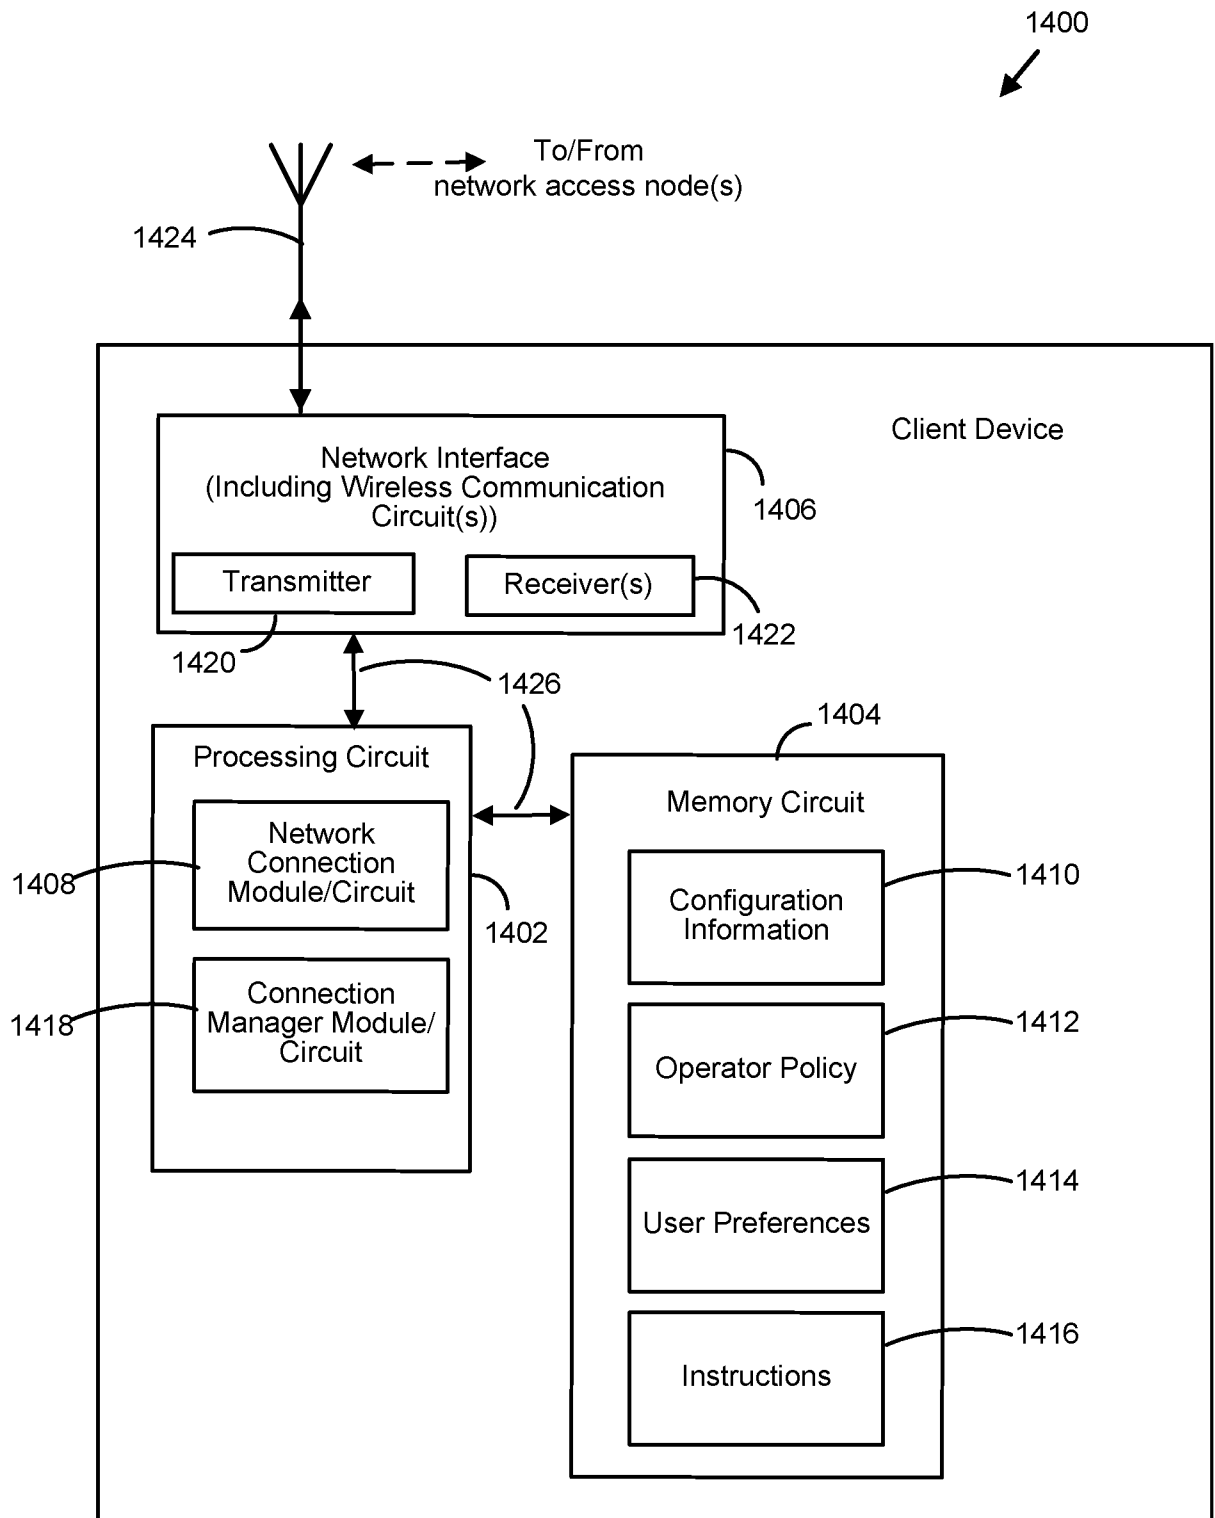 1400
To/From
network access node(s)
1424
Client Device
Network Interface
(Including Wireless Communication
Circuit(s))
1406
Transmitter
Receiver(s)
1420
1422
1426
1404
Processing Circuit
Memory Circuit
Network
Connection
Module/Circuit
1408
1402
Configuration
Information
1410
Connection
Manager Module/
Circuit
1418
Operator Policy
1412
User Preferences
1414
Instructions
1416